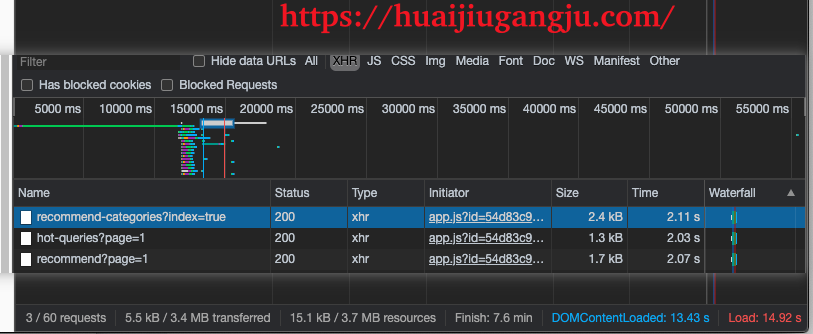 https://huaijiugangju.com/
Filter Hide data URLs All XHR JS CSS Img Media Font Doc WS Manifest Other
Has blocked cookies Blocked Requests
5000 ms 10000 ms 15000 ms 20000 ms 25000 ms 30000 ms 35000 ms 40000 ms 45000 ms 50000 ms 55000 ms
Name Status Type Initiator Size Time Waterfall
recommend-categories?index=true 200 xhr app.js?id=54d83c9... 2.4 kB 2.11 s
hot-queries?page=1 200 xhr app.js?id=54d83c9... 1.3 kB 2.03 s
recommend?page=1 200 xhr app.js?id=54d83c9... 1.7 kB 2.07 s
3 / 60 requests 5.5 kB / 3.4 MB transferred 15.1 kB / 3.7 MB resources Finish: 7.6 min DOMContentLoaded: 13.43 s Load: 14.92 s